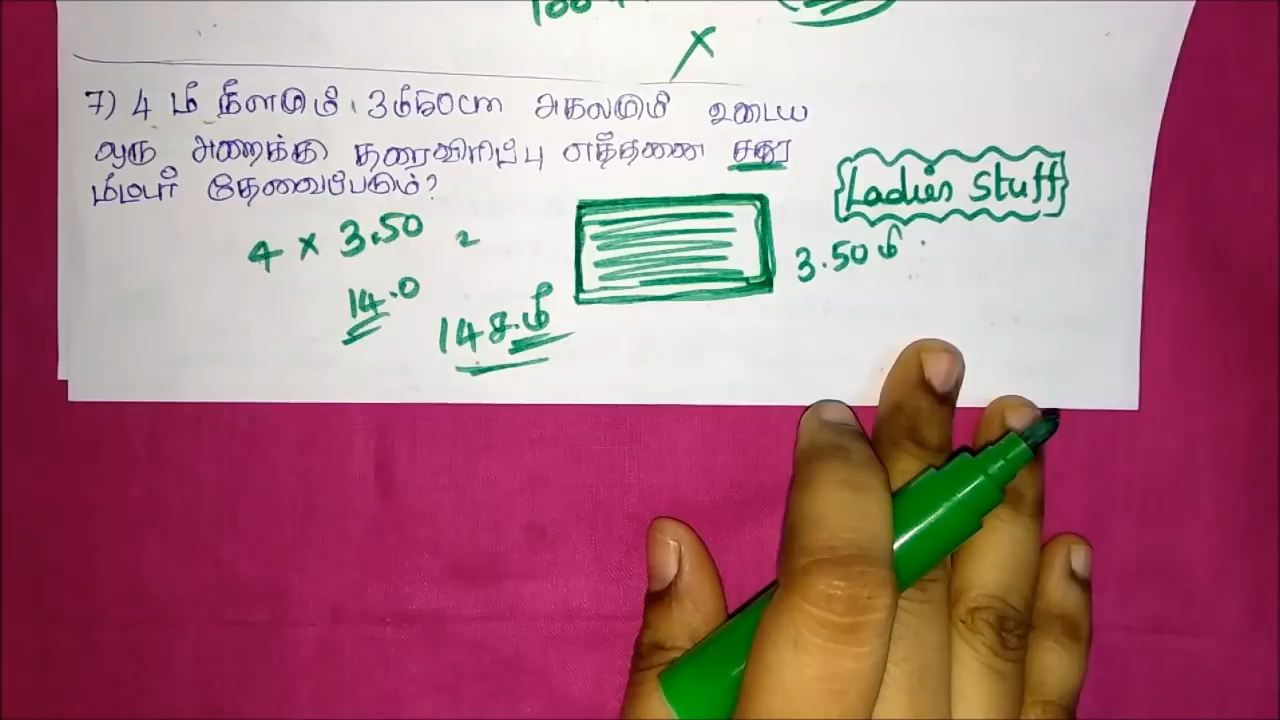 7) 4 மீ நீளமும் 3மீ50செமீ அகலமும் உடைய
ஒரு அறைக்கு தரைவிரிப்பு எத்தனை சதுர
மீட்டர் தேவைப்படும்?
Ladies Stuff
4 × 3.50 =
3.50 மீ
14.0
14 ச.மீ